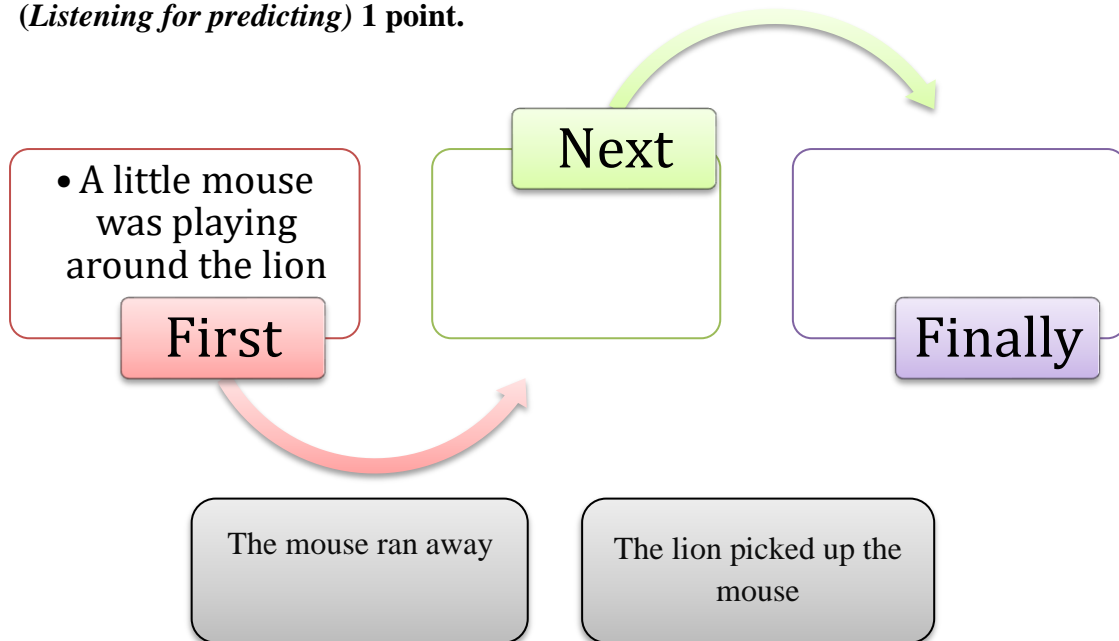 (Listening for predicting) 1 point.
Next
• A little mouse
was playing
around the lion
First
Finally
The mouse ran away
The lion picked up the
mouse